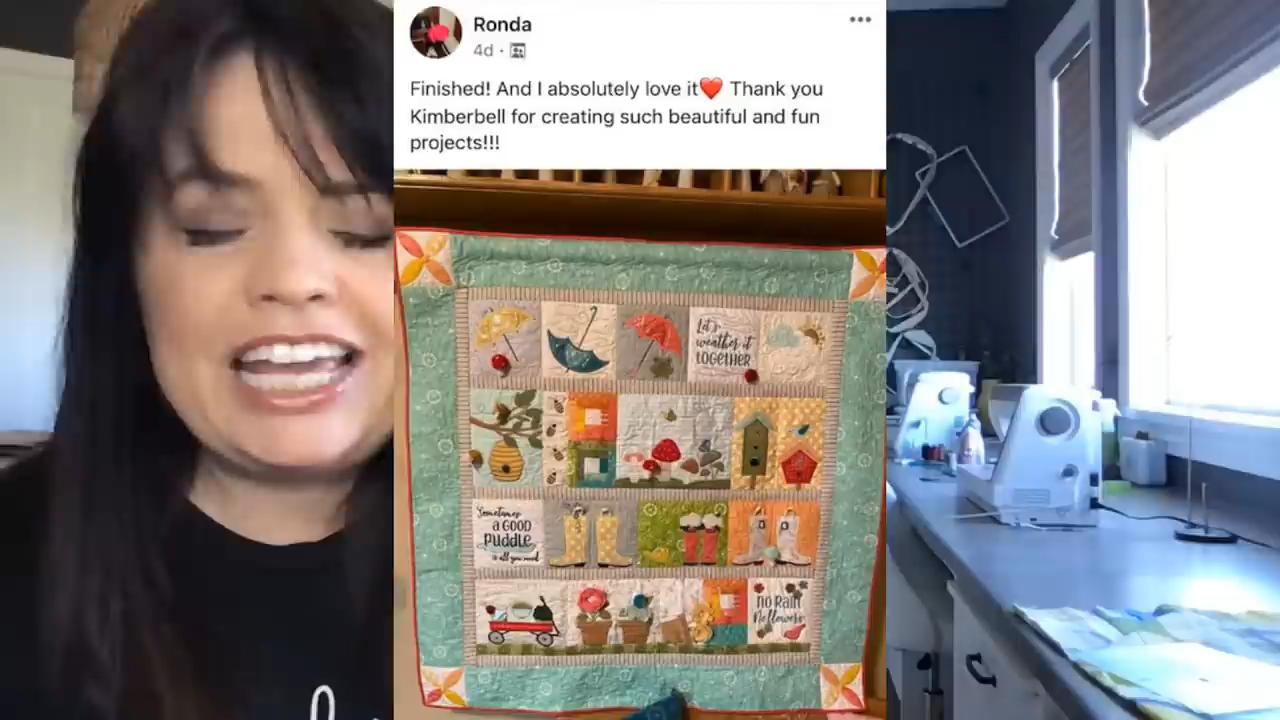 Ronda
4d ·
Finished! And I absolutely love it❤️ Thank you
Kimberbell for creating such beautiful and fun
projects!!!
Let's
weather it
together
Sometimes
a GOOD
PUDDLE
is all you need
No Rain
No flowers